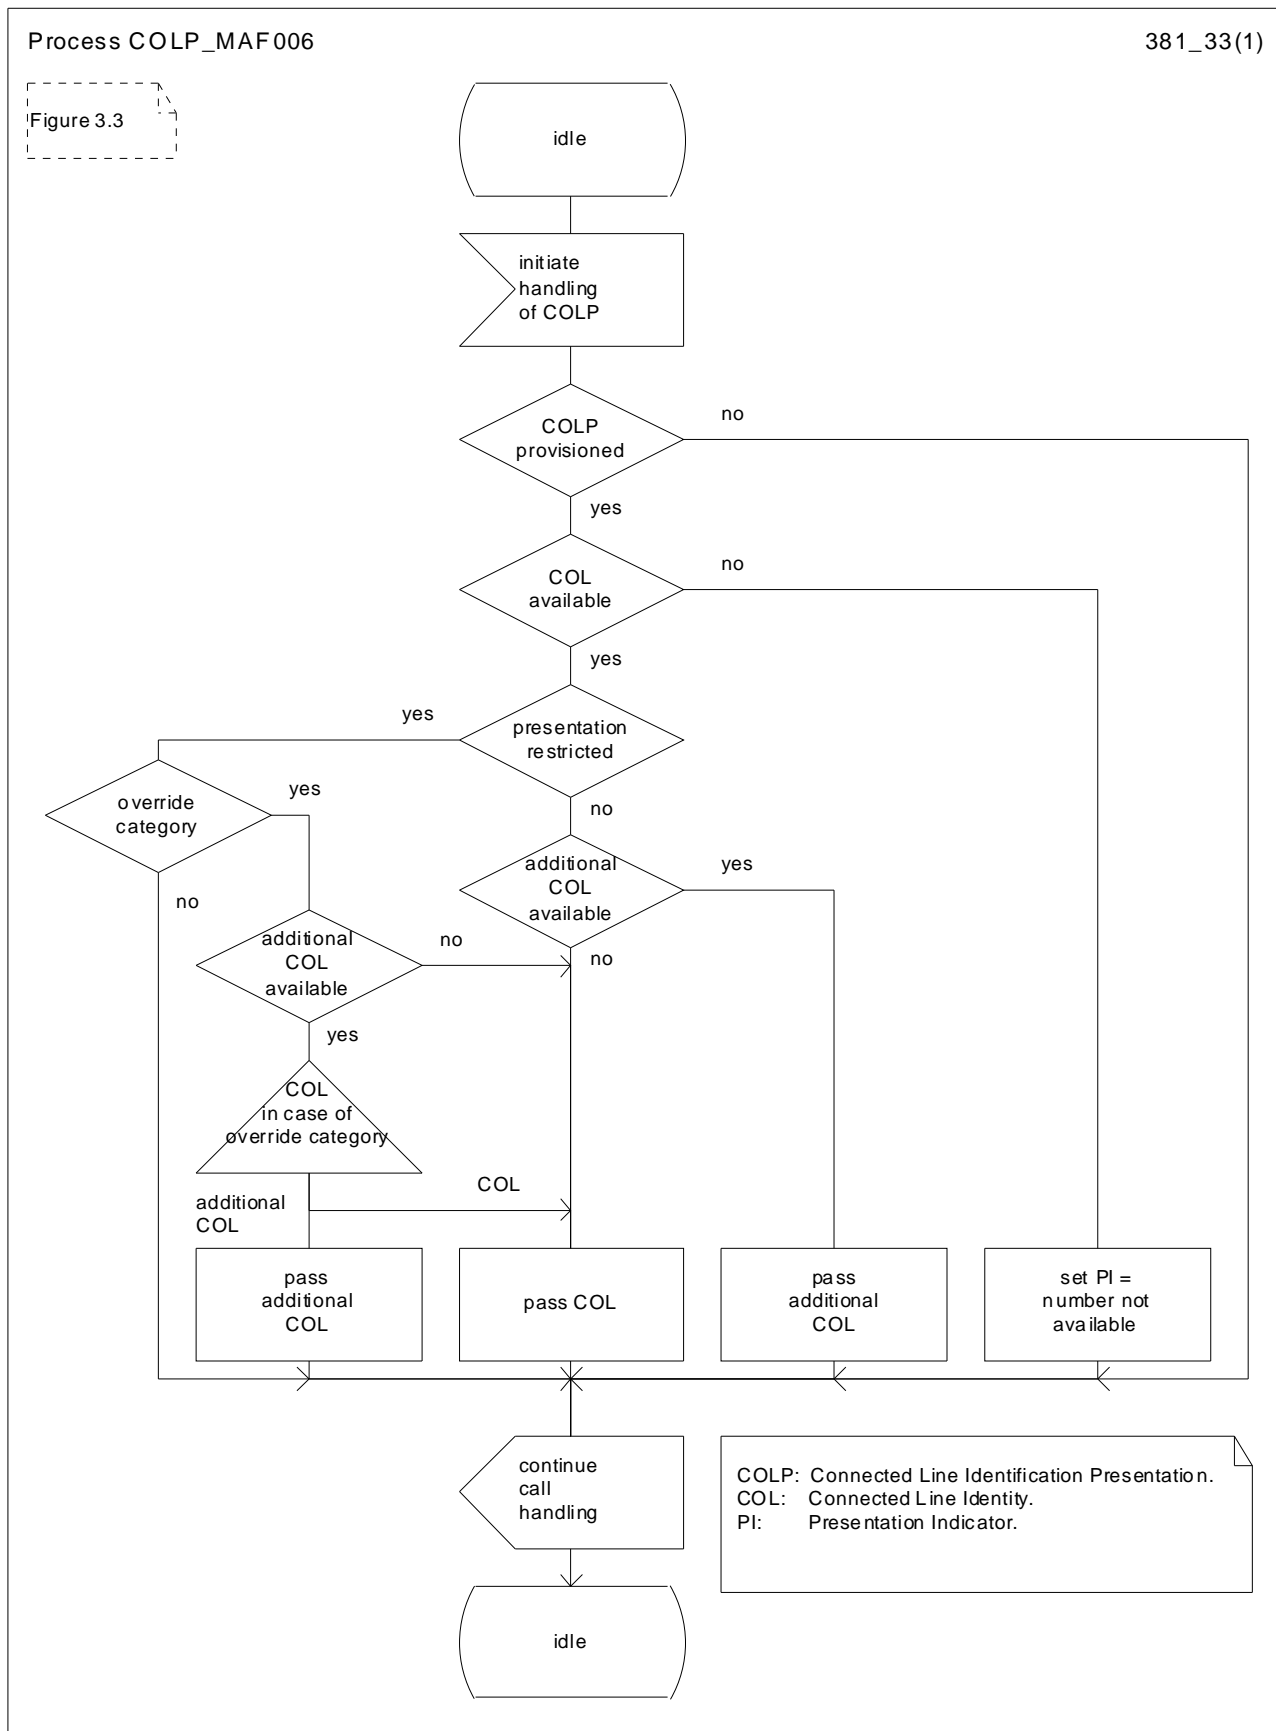 Process COLP_MAF006
381_33(1)
Figure 3.3
idle
initiate
handling
of COLP
COLP
provisioned
no
yes
COL
available
no
yes
presentation
restricted
yes
no
override
category
yes
no
additional
COL
available
yes
no
additional
COL
available
no
yes
COL
in case of
override category
additional
COL
COL
pass
additional
COL
pass COL
pass
additional
COL
set PI =
number not
available
continue
call
handling
COLP: Connected Line Identification Presentation.
COL: Connected Line Identity.
PI: Presentation Indicator.
idle